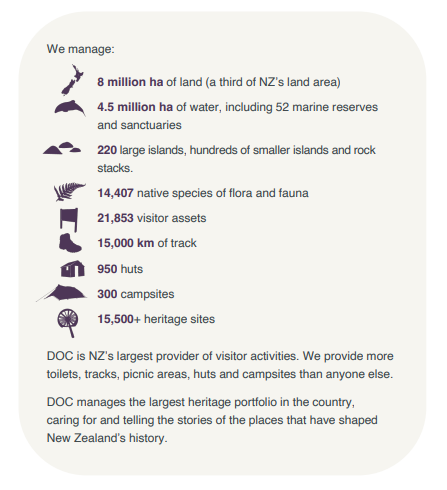 We manage:
8 million ha of land (a third of NZ's land area)
4.5 million ha of water, including 52 marine reserves
and sanctuaries
220 large islands, hundreds of smaller islands and rock
stacks.
14,407 native species of flora and fauna
21,853 visitor assets
15,000 km of track
950 huts
300 campsites
15,500+ heritage sites
DOC is NZ's largest provider of visitor activities. We provide more
toilets, tracks, picnic areas, huts and campsites than anyone else.
DOC manages the largest heritage portfolio in the country,
caring for and telling the stories of the places that have shaped
New Zealand's history.